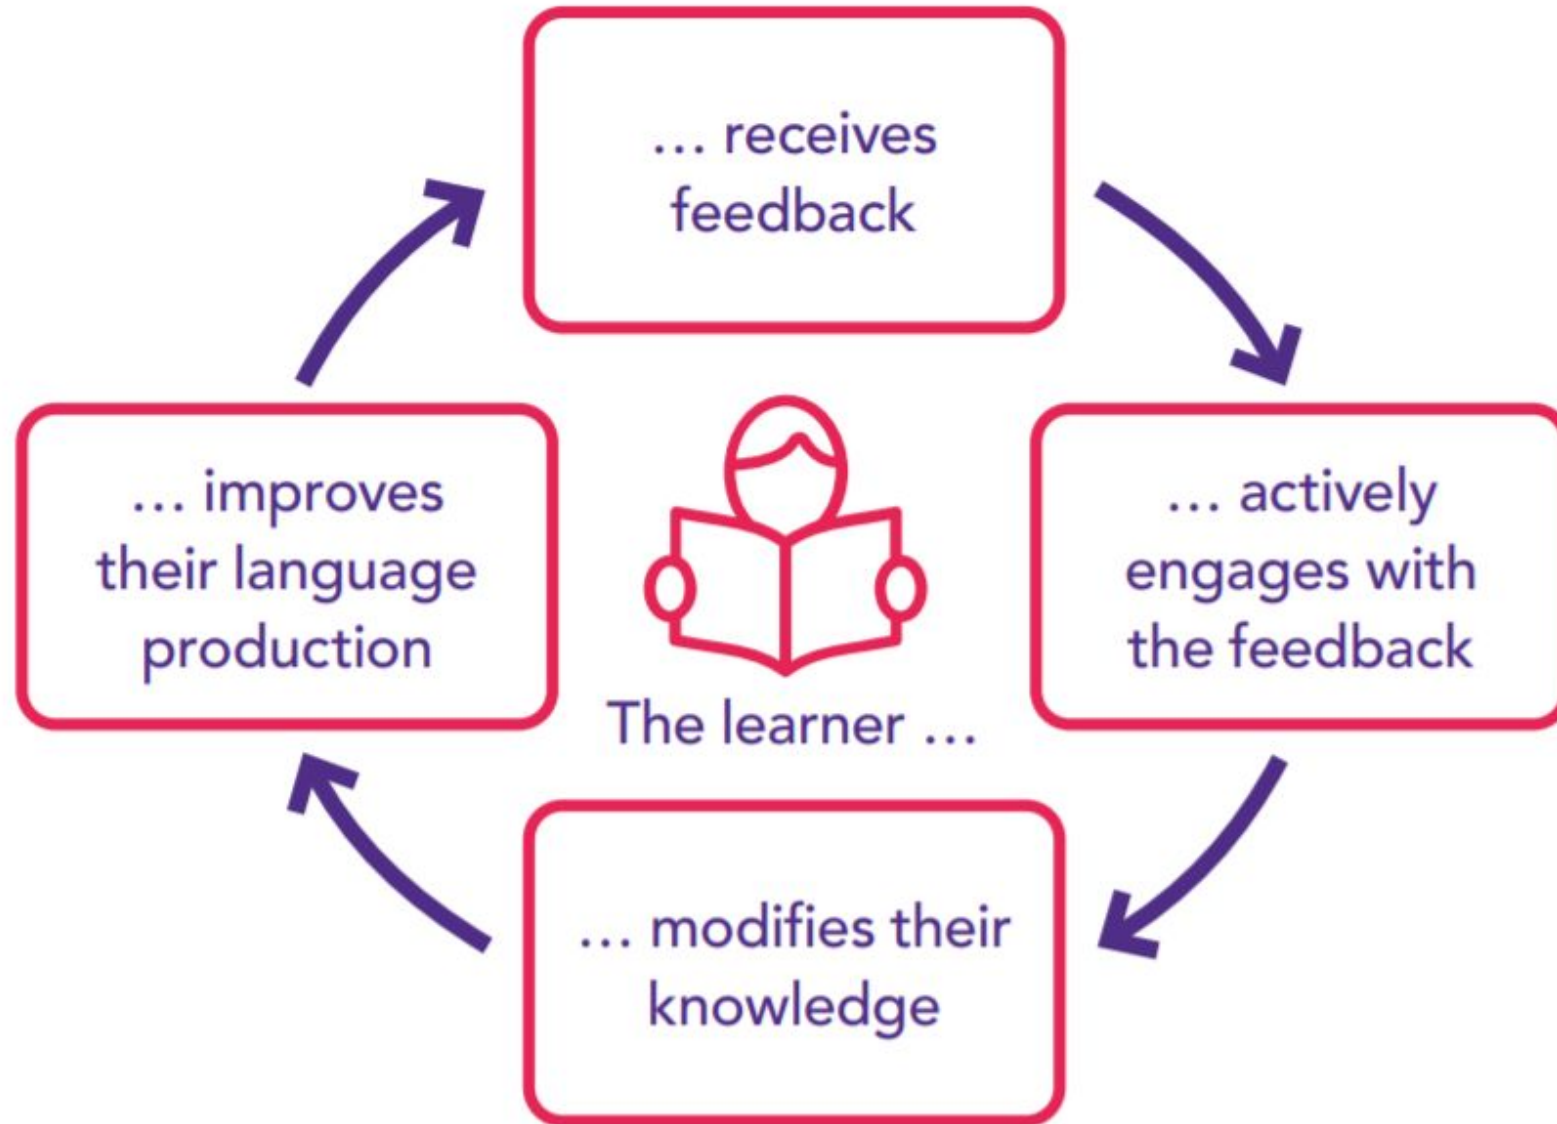 … receives
feedback
… actively
engages with
the feedback
… modifies their
knowledge
… improves
their language
production
The learner …